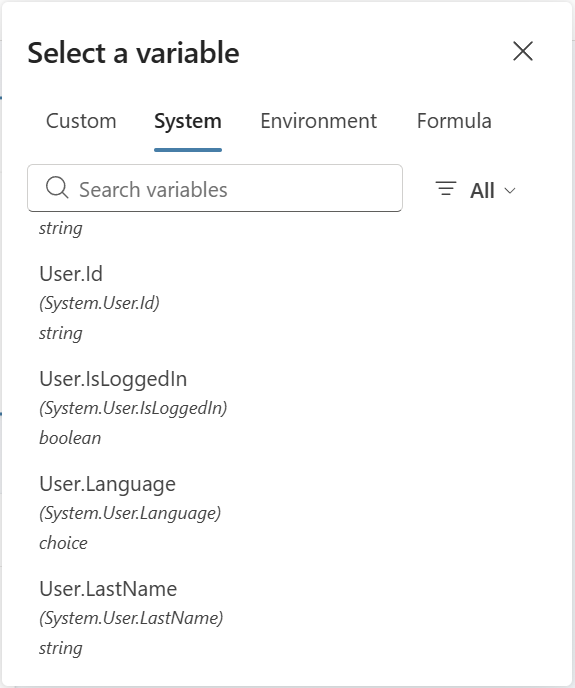 Select a variable
Custom System Environment Formula
Search variables All
string
User.Id
(System.User.Id)
string
User.IsLoggedIn
(System.User.IsLoggedIn)
boolean
User.Language
(System.User.Language)
choice
User.LastName
(System.User.LastName)
string